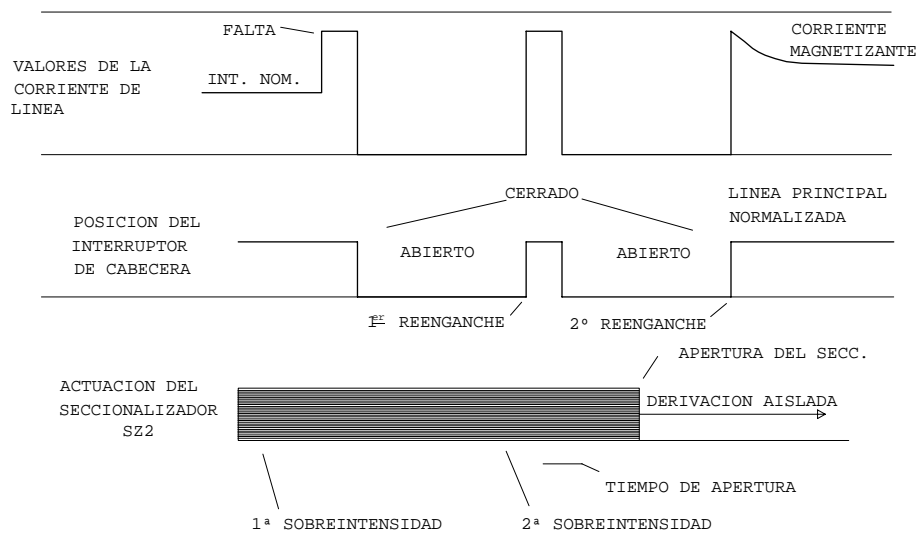 FALTA
CORRIENTE
MAGNETIZANTE
VALORES DE LA
CORRIENTE DE
LINEA
INT. NOM.
CERRADO
LINEA PRINCIPAL
NORMALIZADA
POSICION DEL
INTERRUPTOR
DE CABECERA
ABIERTO
ABIERTO
1er REENGANCHE
2º REENGANCHE
APERTURA DEL SECC.
ACTUACION DEL
SECCIONALIZADOR
SZ2
DERIVACION AISLADA
TIEMPO DE APERTURA
1ª SOBREINTENSIDAD
2ª SOBREINTENSIDAD